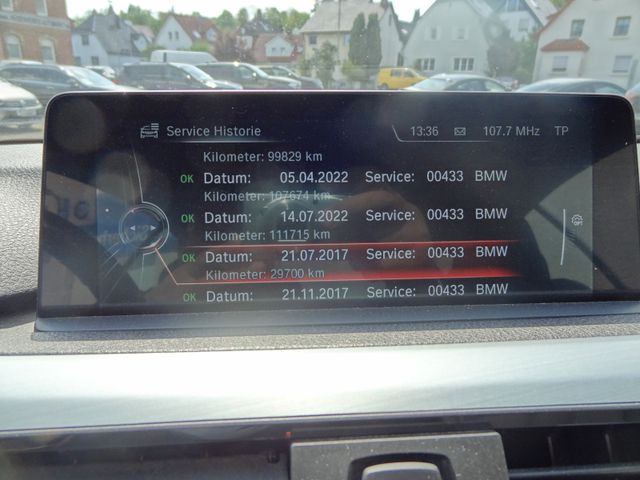 Service Historie 13:36 107.7 MHz TP
Kilometer: 99829 km
OK Datum: 05.04.2022 Service: 00433 BMW
Kilometer: 107674 km
OK Datum: 14.07.2022 Service: 00433 BMW
Kilometer: 111715 km
OK Datum: 21.07.2017 Service: 00433 BMW
Kilometer: 29700 km
OK Datum: 21.11.2017 Service: 00433 BMW